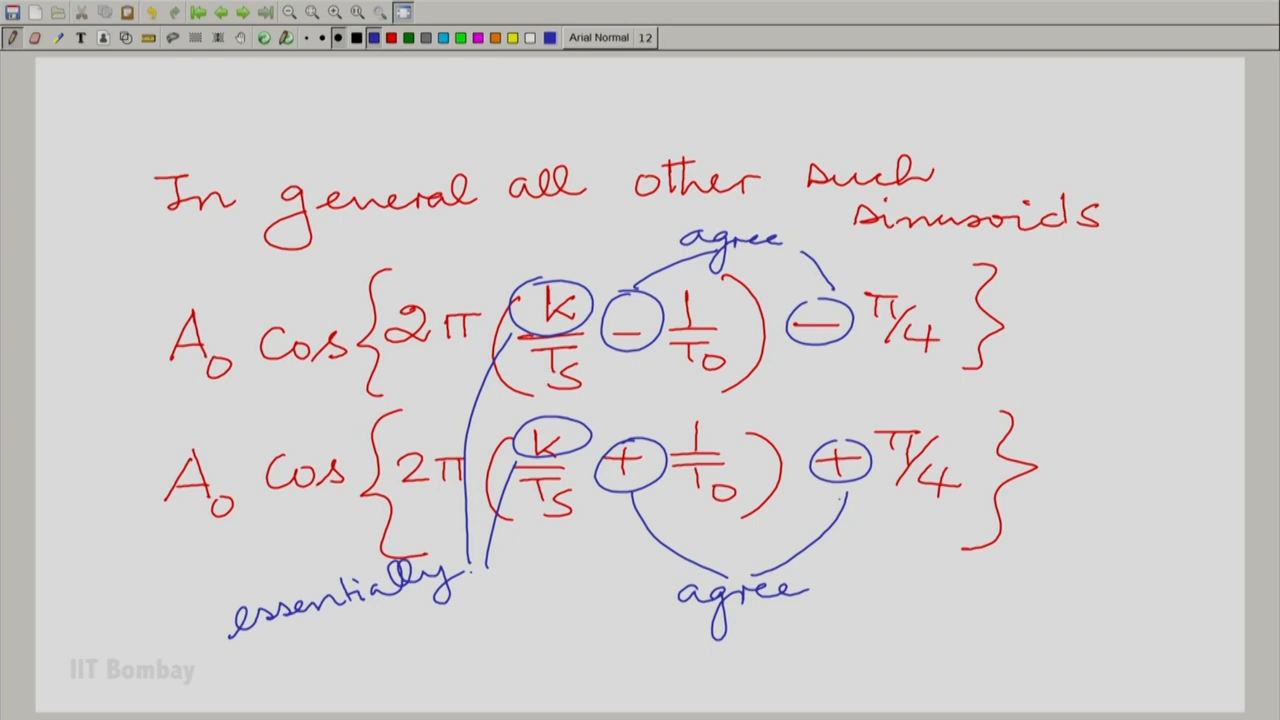 Arial Normal 12
In general all other such
sinusoids
agree
A₀ cos{2π(k/Ts − 1/T₀) − π/4}
A₀ cos{2π(k/Ts + 1/T₀) + π/4}
essentially
agree
IIT Bombay